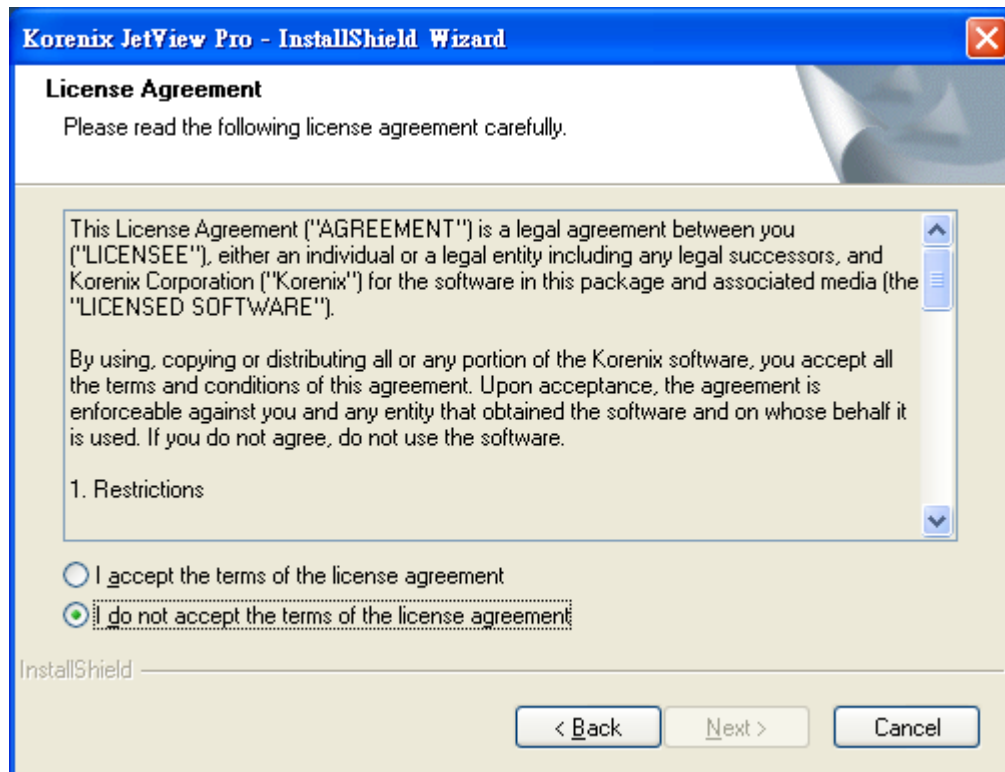 Korenix JetView Pro - InstallShield Wizard
License Agreement
Please read the following license agreement carefully.
This License Agreement ("AGREEMENT") is a legal agreement between you
("LICENSEE"), either an individual or a legal entity including any legal successors, and
Korenix Corporation ("Korenix") for the software in this package and associated media (the
"LICENSED SOFTWARE").
By using, copying or distributing all or any portion of the Korenix software, you accept all
the terms and conditions of this agreement. Upon acceptance, the agreement is
enforceable against you and any entity that obtained the software and on whose behalf it
is used. If you do not agree, do not use the software.
1. Restrictions
I accept the terms of the license agreement
I do not accept the terms of the license agreement
InstallShield
< Back Next > Cancel